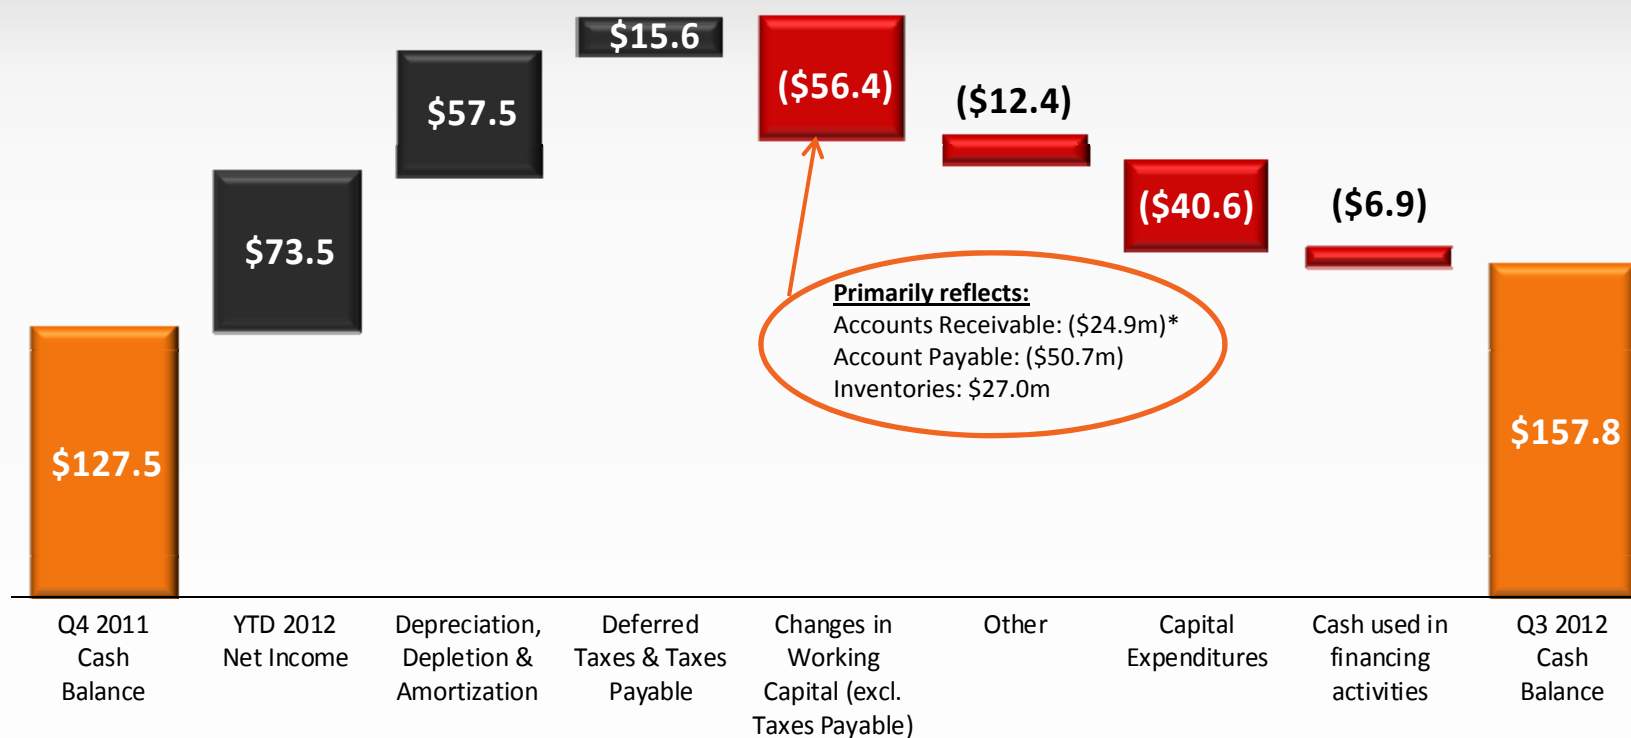 $15.6
($56.4)
$57.5
($12.4)
($40.6)
($6.9)
$73.5
Primarily reflects:
Accounts Receivable: ($24.9m)*
Account Payable: ($50.7m)
Inventories: $27.0m
$127.5
$157.8
Q4 2011
Cash
Balance
YTD 2012
Net Income
Depreciation,
Depletion &
Amortization
Deferred
Taxes & Taxes
Payable
Changes in
Working
Capital (excl.
Taxes Payable)
Other
Capital
Expenditures
Cash used in
financing
activities
Q3 2012
Cash
Balance